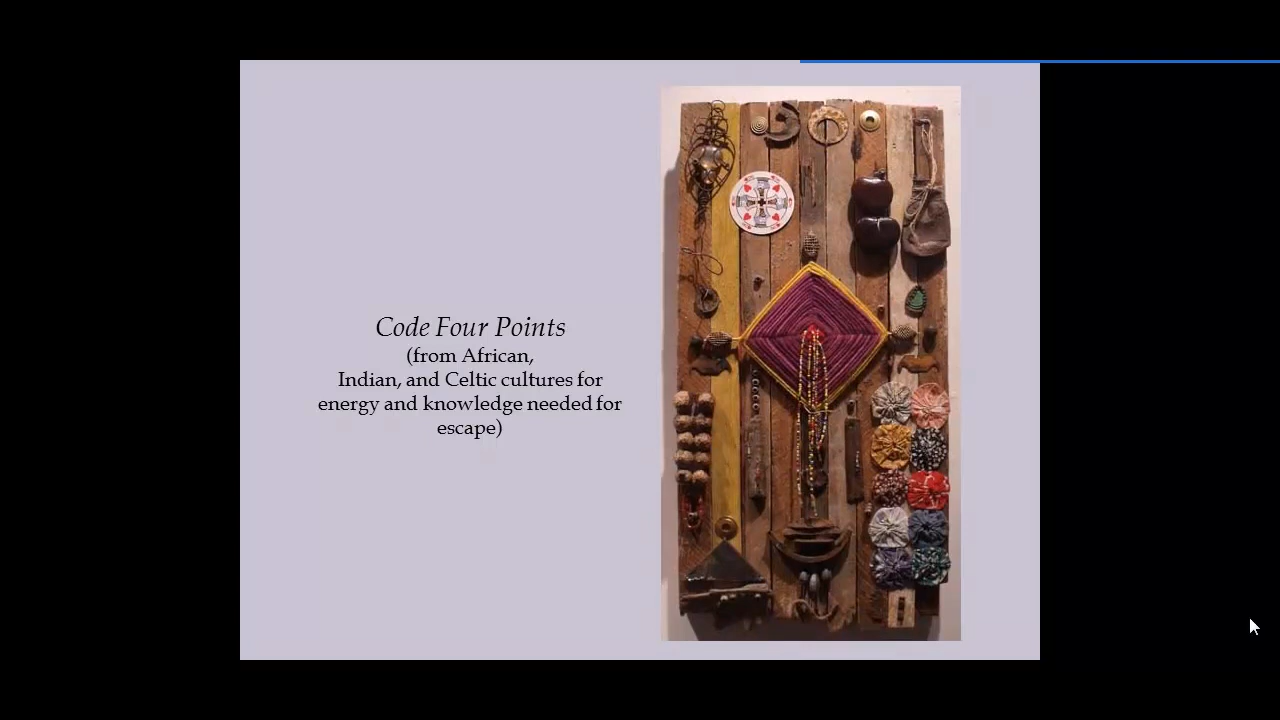 Code Four Points
(from African,
Indian, and Celtic cultures for
energy and knowledge needed for
escape)